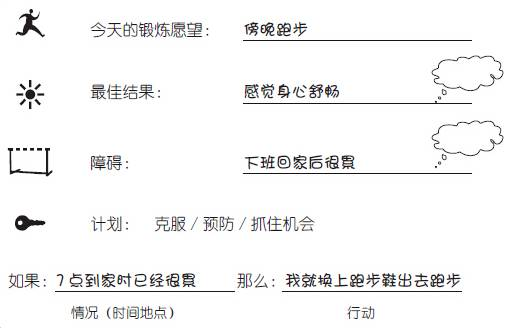 今天的锻炼愿望：傍晚跑步
最佳结果：感觉身心舒畅
障碍：下班回家后很累
计划： 克服 / 预防 / 抓住机会
如果：7点到家时已经很累 那么：我就换上跑步鞋出去跑步
情况（时间地点） 行动